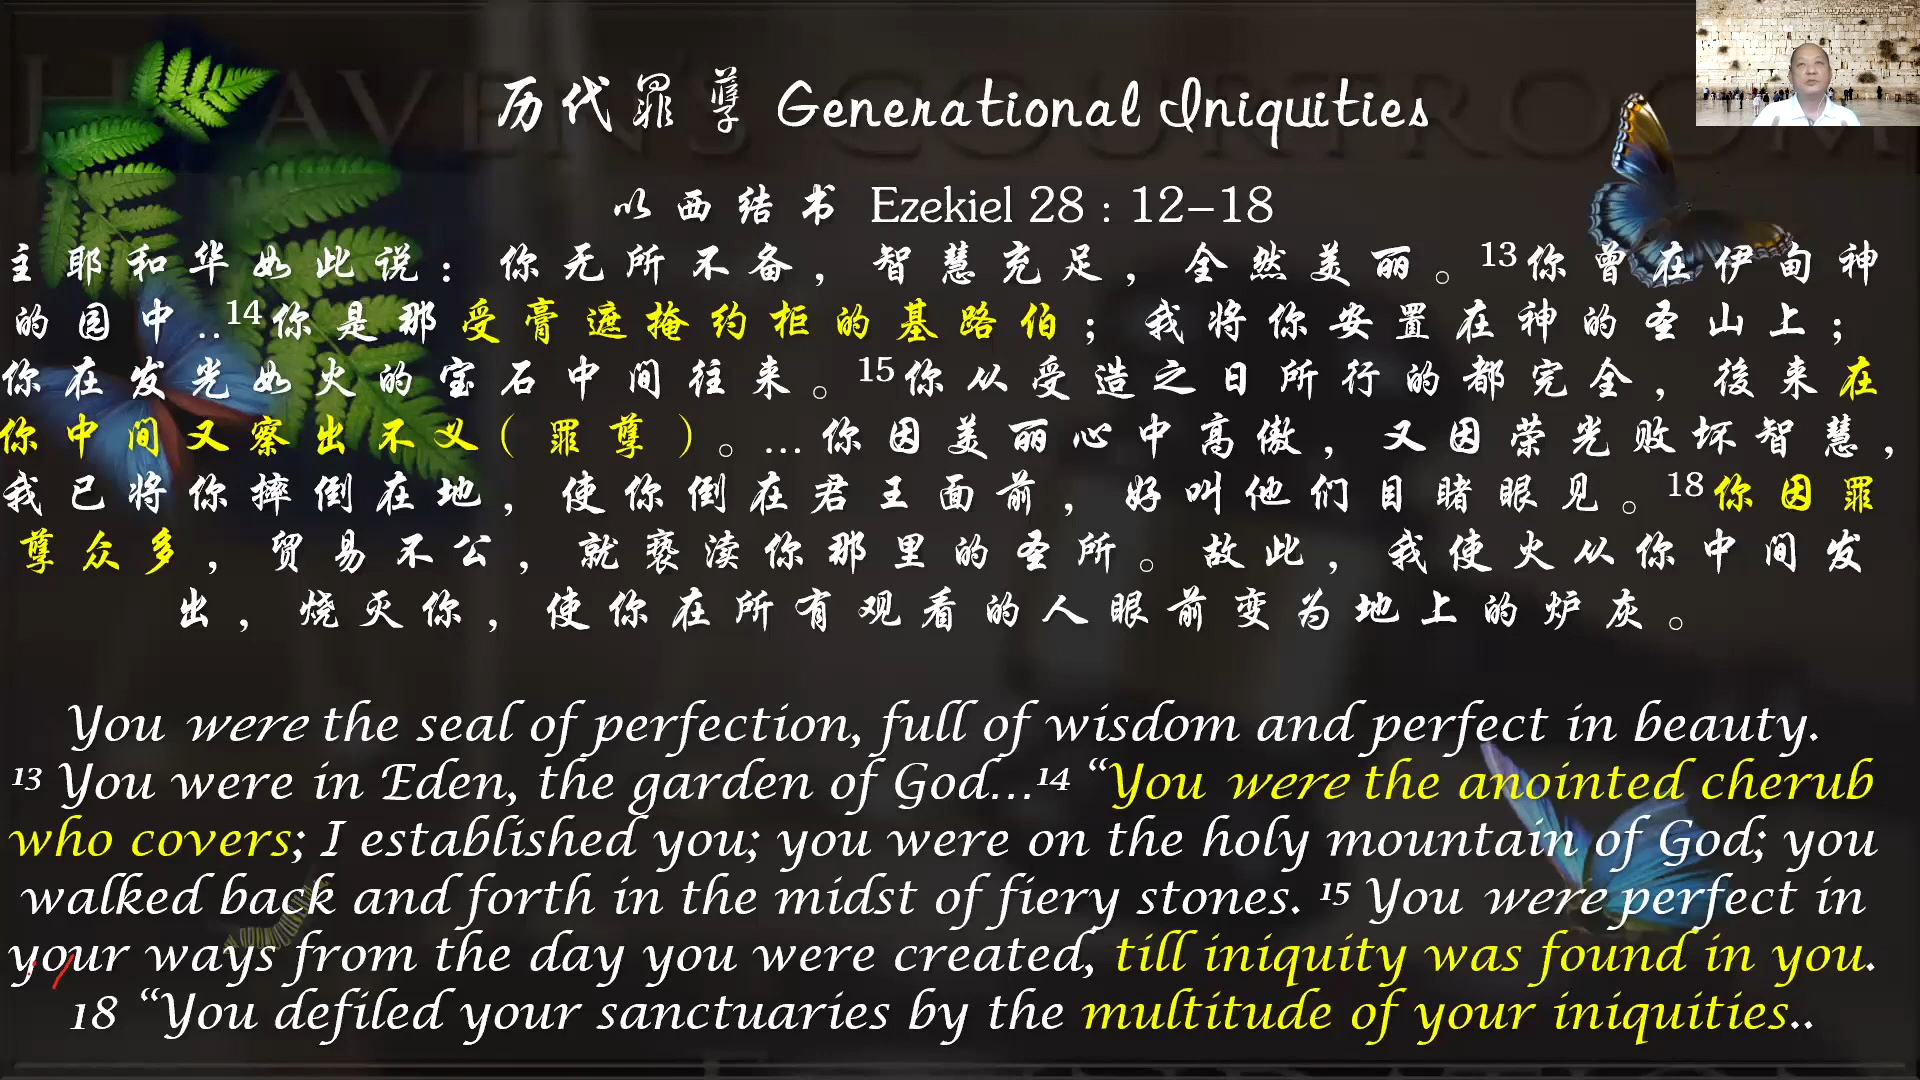 HEAVEN'S COUNTROOM
历代罪孽 Generational Iniquities
以西结书 Ezekiel 28 : 12–18
主耶和华如此说：你无所不备，智慧充足，全然美丽。13你曾在伊甸神
的园中..14你是那受膏遮掩约柜的基路伯；我将你安置在神的圣山上；
你在发光如火的宝石中间往来。15你从受造之日所行的都完全，後来在
你中间又察出不义（罪孽）。…你因美丽心中高傲，又因荣光败坏智慧，
我已将你摔倒在地，使你倒在君王面前，好叫他们目睹眼见。18你因罪
孽众多，贸易不公，就亵渎你那里的圣所。故此，我使火从你中间发
出，烧灭你，使你在所有观看的人眼前变为地上的炉灰。
You were the seal of perfection, full of wisdom and perfect in beauty.
13 You were in Eden, the garden of God…14 “You were the anointed cherub
who covers; I established you; you were on the holy mountain of God; you
walked back and forth in the midst of fiery stones. 15 You were perfect in
your ways from the day you were created, till iniquity was found in you.
18 “You defiled your sanctuaries by the multitude of your iniquities..